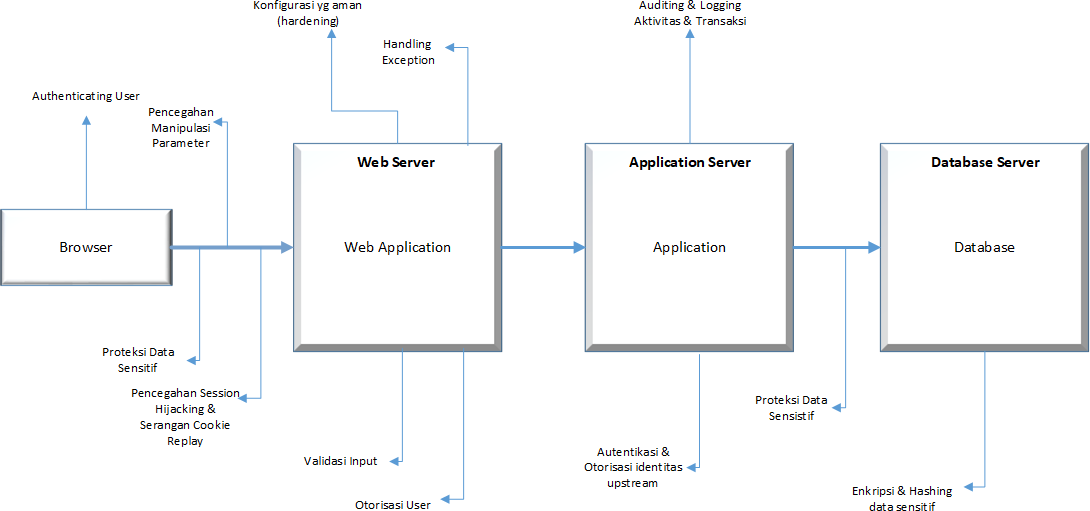 Konfigurasi yg aman
(hardening)
Auditing & Logging
Aktivitas & Transaksi
Handling
Exception
Authenticating User
Pencegahan
Manipulasi
Parameter
Web Server
Application Server
Database Server
Browser
Web Application
Application
Database
Proteksi Data
Sensitif
Pencegahan Session
Hijacking &
Serangan Cookie
Replay
Proteksi Data
Sensistif
Validasi Input
Autentikasi &
Otorisasi identitas
upstream
Otorisasi User
Enkripsi & Hashing
data sensitif